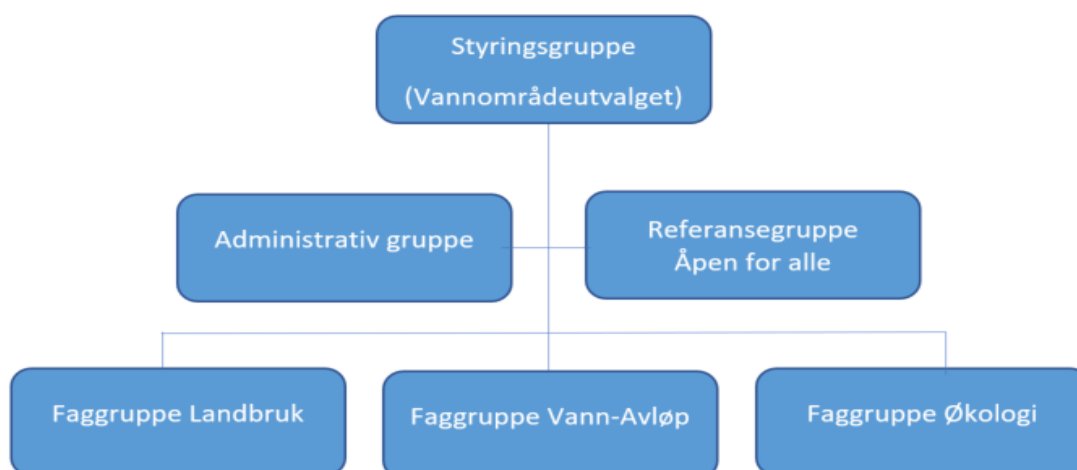 Styringsgruppe
(Vannområdeutvalget)
Administrativ gruppe
Referansegruppe
Åpen for alle
Faggruppe Landbruk
Faggruppe Vann-Avløp
Faggruppe Økologi